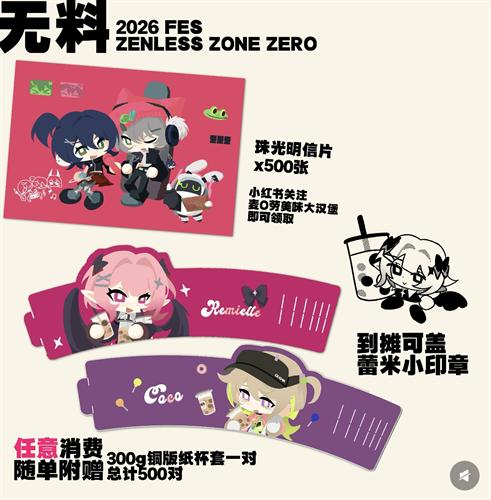 无料
2026 FES
ZENLESS ZONE ZERO
珠光明信片
x500张
小红书关注
麦O劳美味大汉堡
即可领取
Remielle
到摊可盖
蕾米小印章
Coco
任意消费
随单附赠
300g铜版纸杯套一对
总计500对